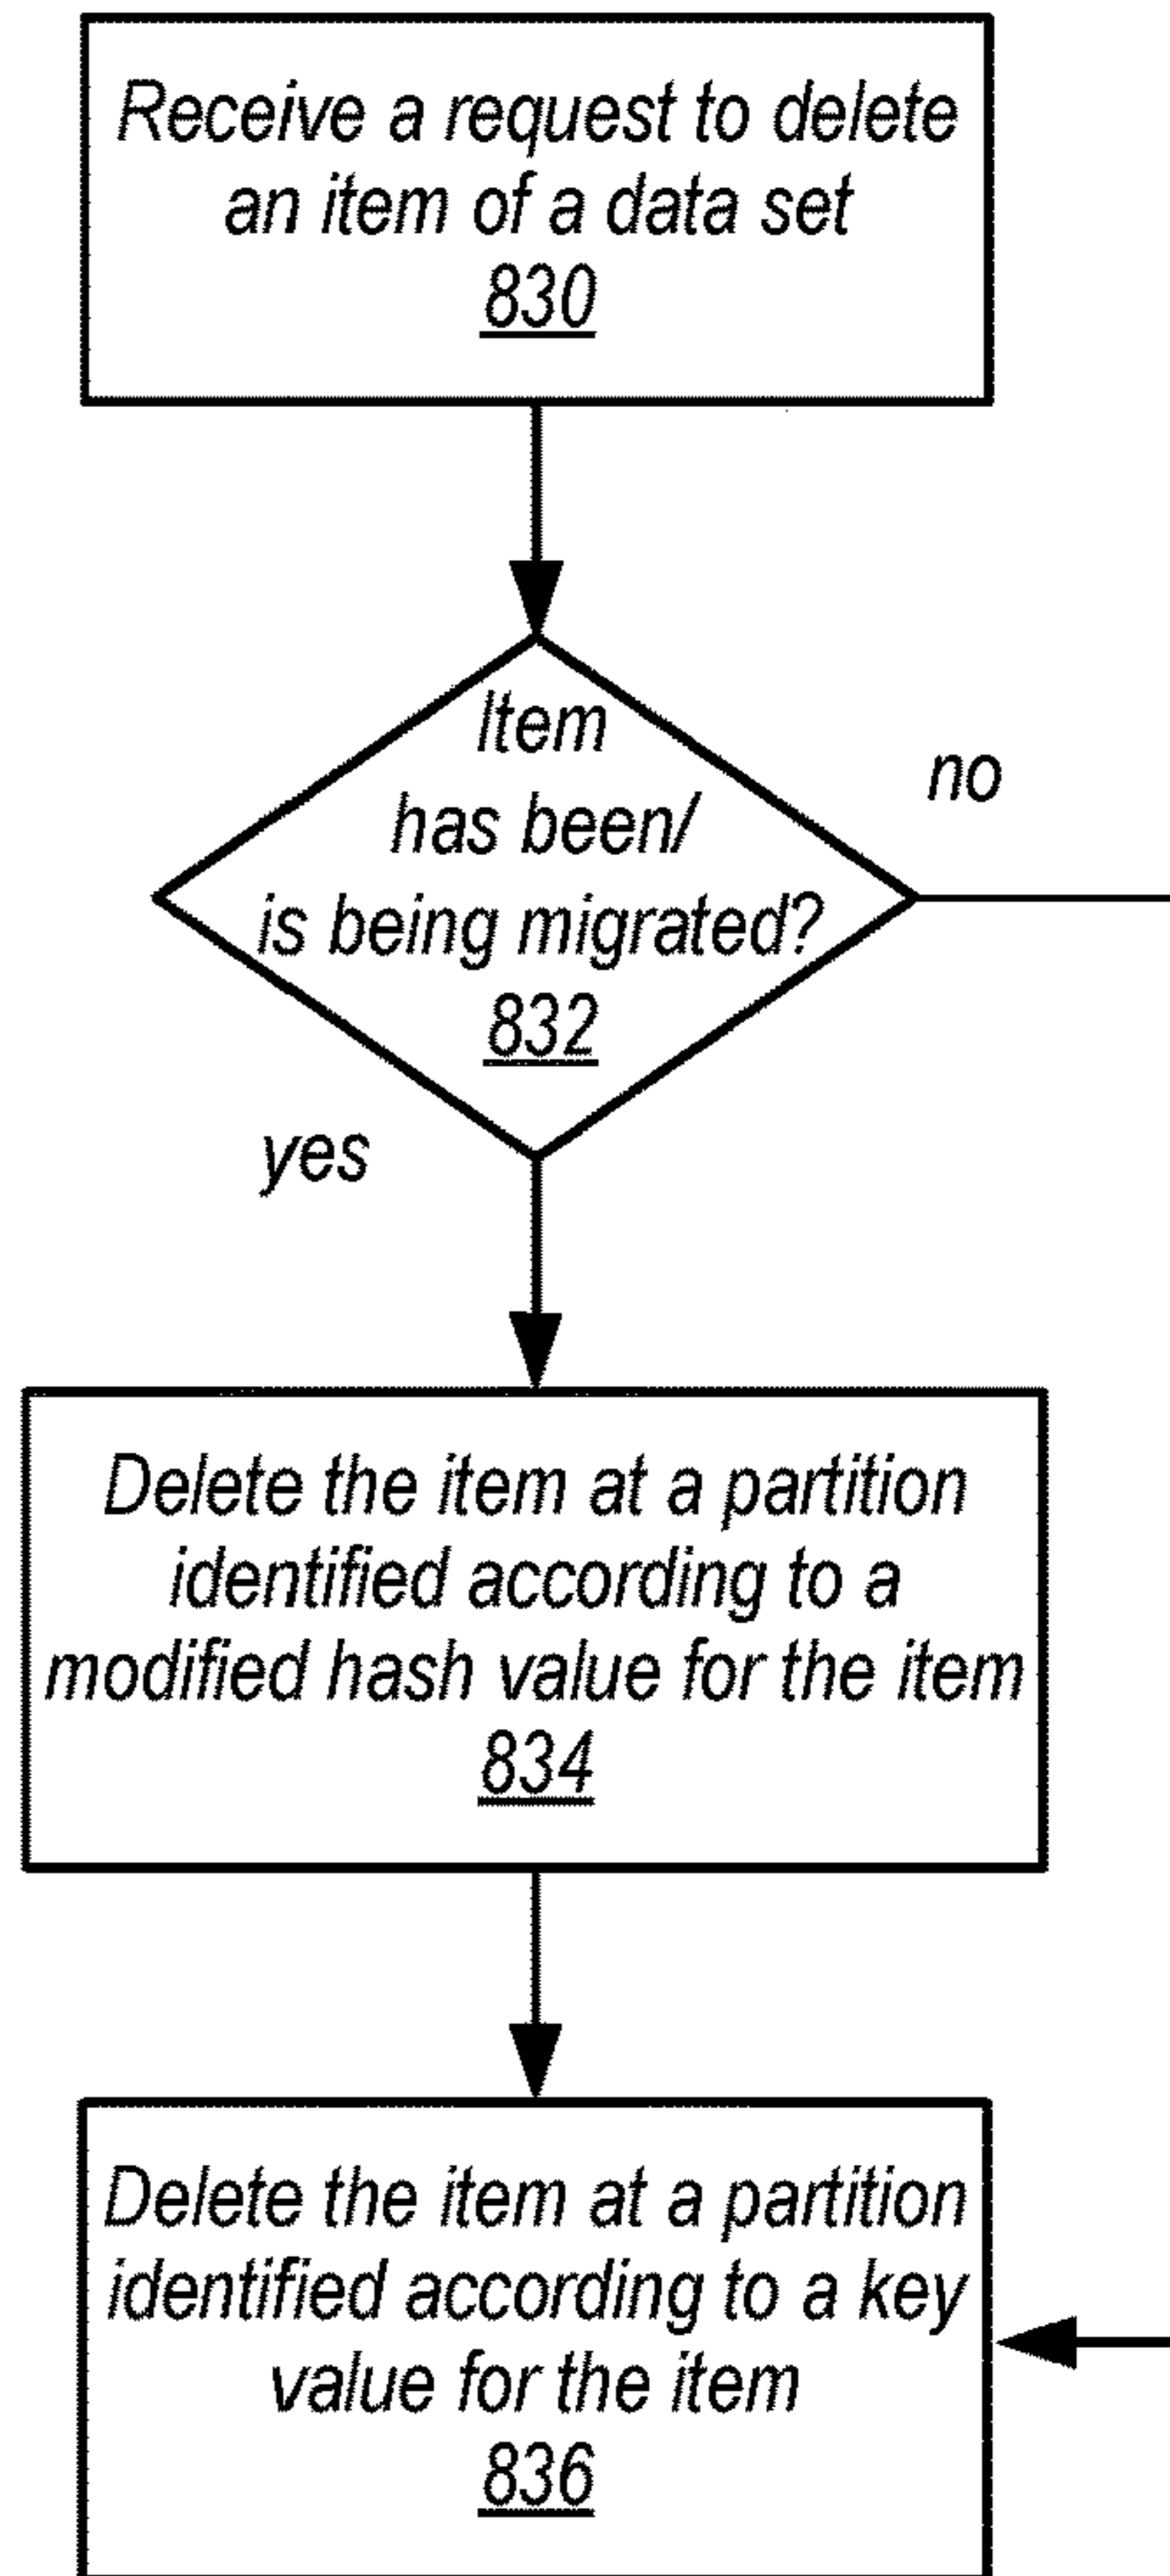 Receive a request to delete
an item of a data set
830
Item
has been/
is being migrated?
832
no
yes
Delete the item at a partition
identified according to a
modified hash value for the item
834
Delete the item at a partition
identified according to a key
value for the item
836